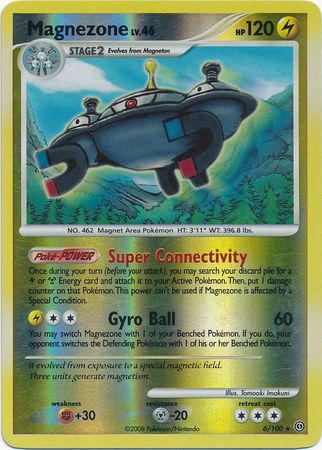 Magnezone LV.46 HP 120
STAGE2 Evolves from Magneton
NO. 462 Magnet Area Pokémon HT: 3'11" WT: 396.8 lbs.
Poké-POWER Super Connectivity
Once during your turn (before your attack), you may search your discard pile for a
or Energy card and attach it to your Active Pokémon. Then, put 1 damage
counter on that Pokémon. This power can't be used if Magnezone is affected by a
Special Condition.
Gyro Ball 60
You may switch Magnezone with 1 of your Benched Pokémon. If you do, your
opponent switches the Defending Pokémon with 1 of his or her Benched Pokémon.
It evolved from exposure to a special magnetic field.
Three units generate magnetism.
Illus. Tomoaki Imakuni
weakness resistance retreat cost
+30 -20
©2008 Pokémon/Nintendo 6/100 ★